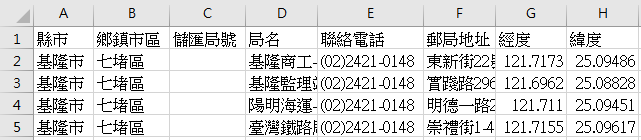 A B C D E F G H
1 縣市 鄉鎮市區 儲匯局號 局名 聯絡電話 郵局地址 經度 緯度
2 基隆市 七堵區 基隆商工- (02)2421-0148 東新街22 121.7173 25.09486
3 基隆市 七堵區 基隆監理站 (02)2421-0148 實踐路296 121.6962 25.08828
4 基隆市 七堵區 陽明海運- (02)2421-0148 明德一路2 121.711 25.09451
5 基隆市 七堵區 臺灣鐵路局 (02)2421-0148 崇禮街1-4 121.7155 25.09617